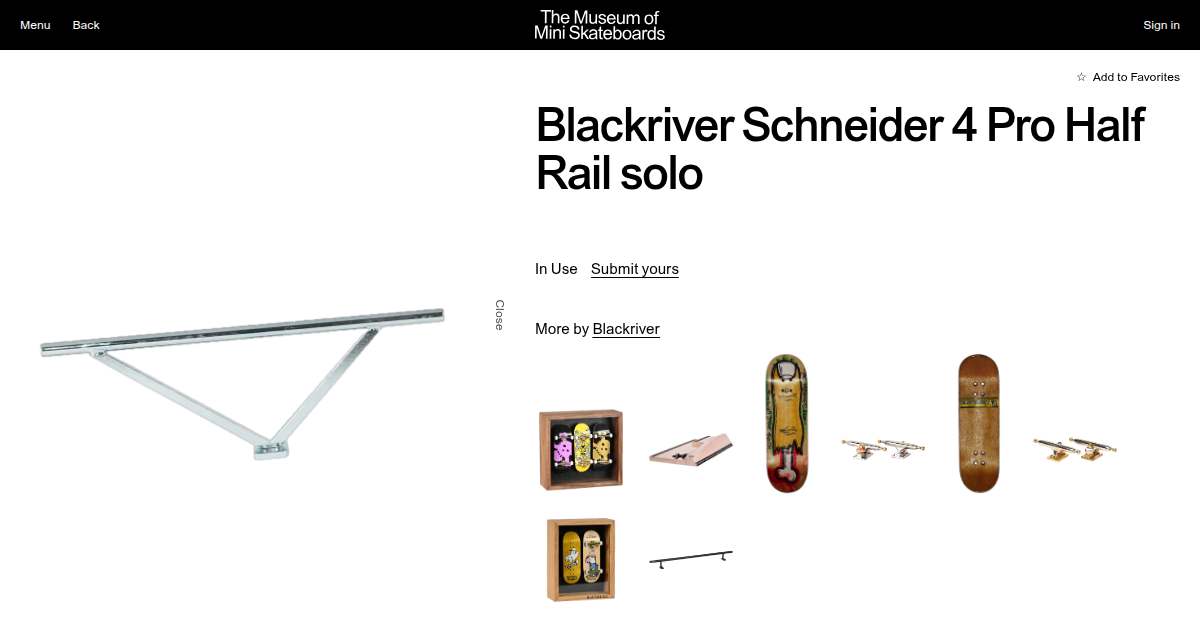 Menu
Back
The Museum of
Mini Skateboards
Sign in
☆ Add to Favorites
Blackriver Schneider 4 Pro Half
Rail solo
In Use Submit yours
Close
More by Blackriver